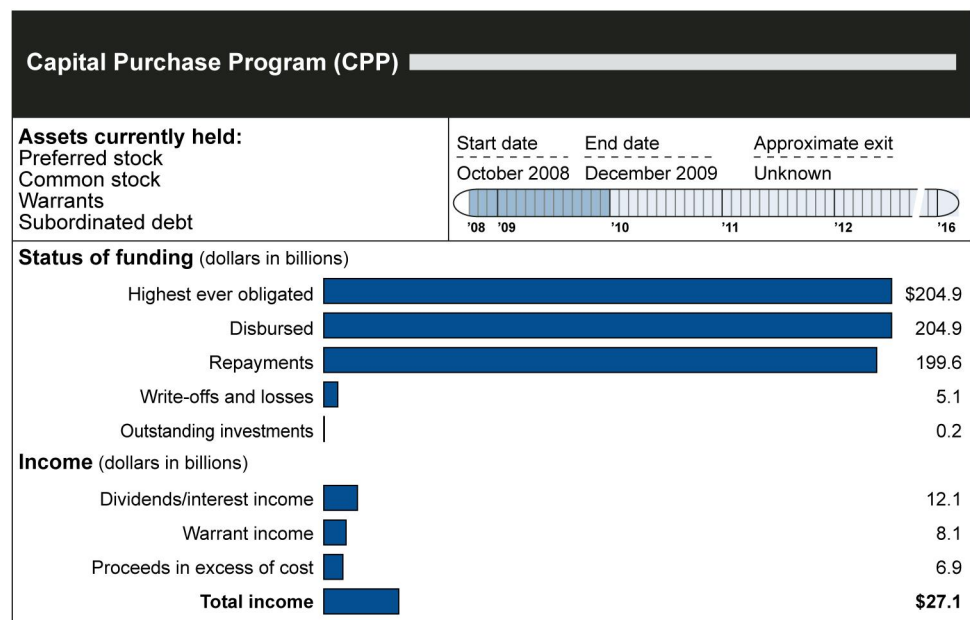 Capital Purchase Program (CPP)
Assets currently held:
Preferred stock
Common stock
Warrants
Subordinated debt
Start date End date Approximate exit
October 2008 December 2009 Unknown
'08 '09 '10 '11 '12 '16
Status of funding (dollars in billions)
Highest ever obligated $204.9
Disbursed 204.9
Repayments 199.6
Write-offs and losses 5.1
Outstanding investments 0.2
Income (dollars in billions)
Dividends/interest income 12.1
Warrant income 8.1
Proceeds in excess of cost 6.9
Total income $27.1